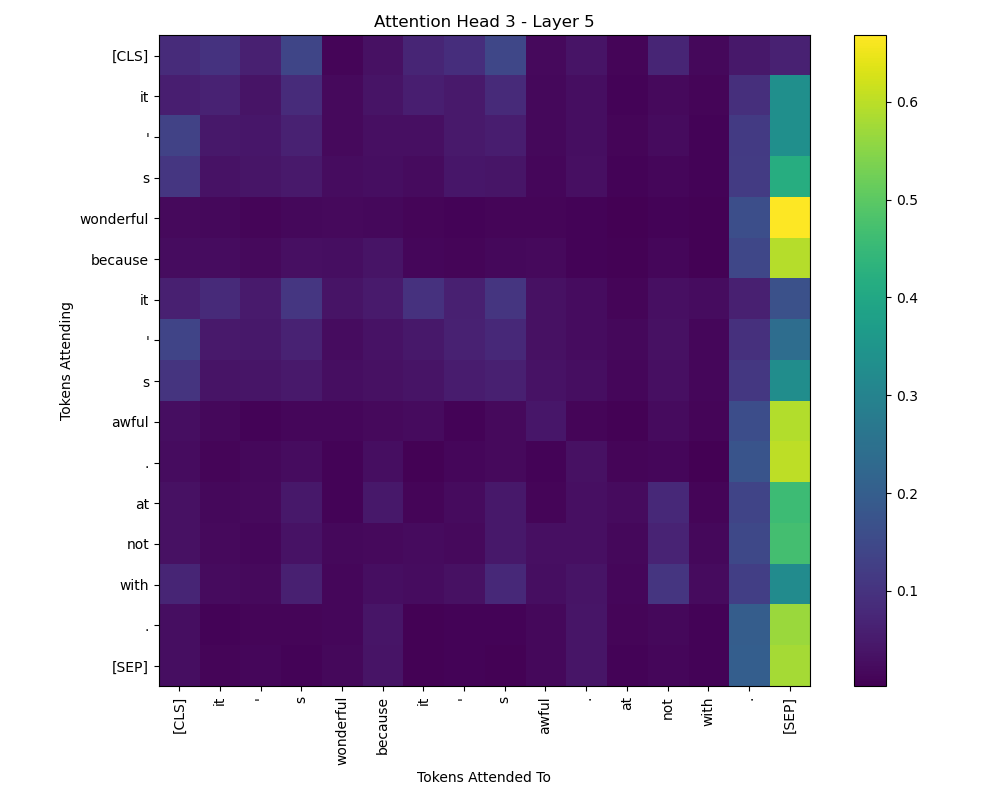 Attention Head 3 - Layer 5
[CLS]
it
'
s
wonderful
because
it
'
s
awful
.
at
not
with
.
[SEP]
Tokens Attending
[CLS]
it
'
s
wonderful
because
it
'
s
awful
.
at
not
with
.
[SEP]
Tokens Attended To
0.6
0.5
0.4
0.3
0.2
0.1